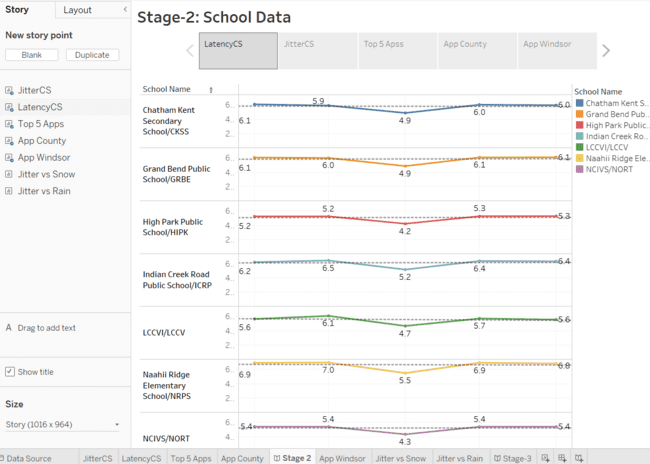 Story
Layout
Stage-2: School Data
New story point
Blank
Duplicate
LatencyCS
JitterCS
Top 5 Apss
App County
App Windsor
JitterCS
LatencyCS
Top 5 Apps
App County
App Windsor
Jitter vs Snow
Jitter vs Rain
A Drag to add text
Show title
Size
Story (1016 x 964)
School Name
Chatham Kent
Secondary
School/CKSS
6..
4..
2..
6.1
5.9
4.9
6.0
6.0
Grand Bend Public
School/GRBE
6..
4..
2..
6.1
6.0
4.9
6.1
6.1
High Park Public
School/HIPK
6..
4..
2..
5.2
5.2
4.2
5.3
5.3
Indian Creek Road
Public School/ICRP
6..
4..
2..
6.2
6.5
5.2
6.4
6.4
LCCVI/LCCV
6..
4..
2..
5.6
6.1
4.7
5.7
5.6
Naahii Ridge
Elementary
School/NRPS
6..
4..
2..
6.9
7.0
5.5
6.9
6.8
NCIVS/NORT
6..
4..
5.4
5.4
4.3
5.4
5.4
School Name
Chatham Kent S..
Grand Bend Pub..
High Park Public..
Indian Creek Ro..
LCCVI/LCCV
Naahii Ridge Ele..
NCIVS/NORT
Data Source
JitterCS
LatencyCS
Top 5 Apps
App County
Stage 2
App Windsor
Jitter vs Snow
Jitter vs Rain
Stage-3